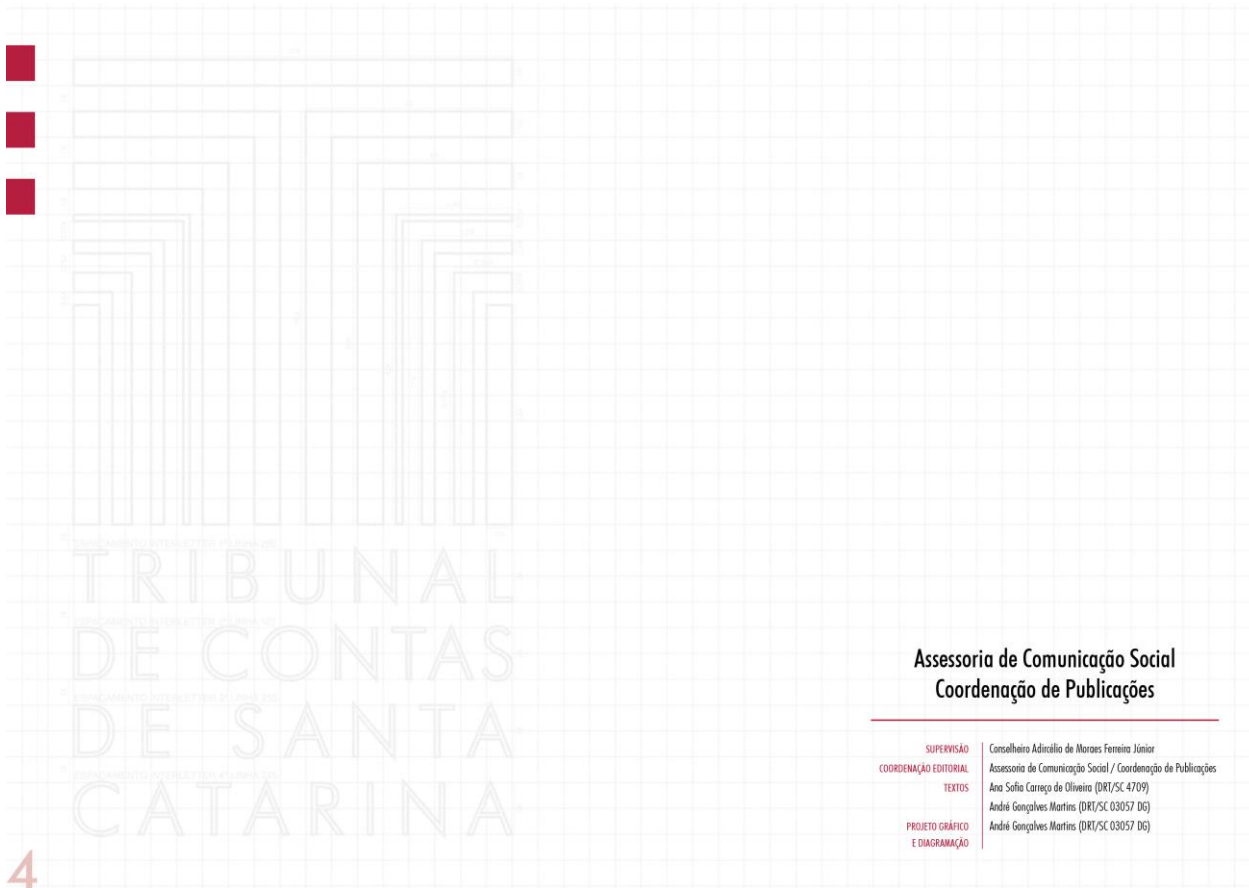 TRIBUNAL
DE CONTAS
DE SANTA
CATARINA
Assessoria de Comunicação Social
Coordenação de Publicações
SUPERVISÃO Conselheiro Adircélio de Moraes Ferreira Júnior
COORDENAÇÃO EDITORIAL Assessoria de Comunicação Social / Coordenação de Publicações
TEXTOS Ana Sofia Carreço de Oliveira (DRT/SC 4709)
André Gonçalves Martins (DRT/SC 03057 DG)
PROJETO GRÁFICO André Gonçalves Martins (DRT/SC 03057 DG)
E DIAGRAMAÇÃO
4